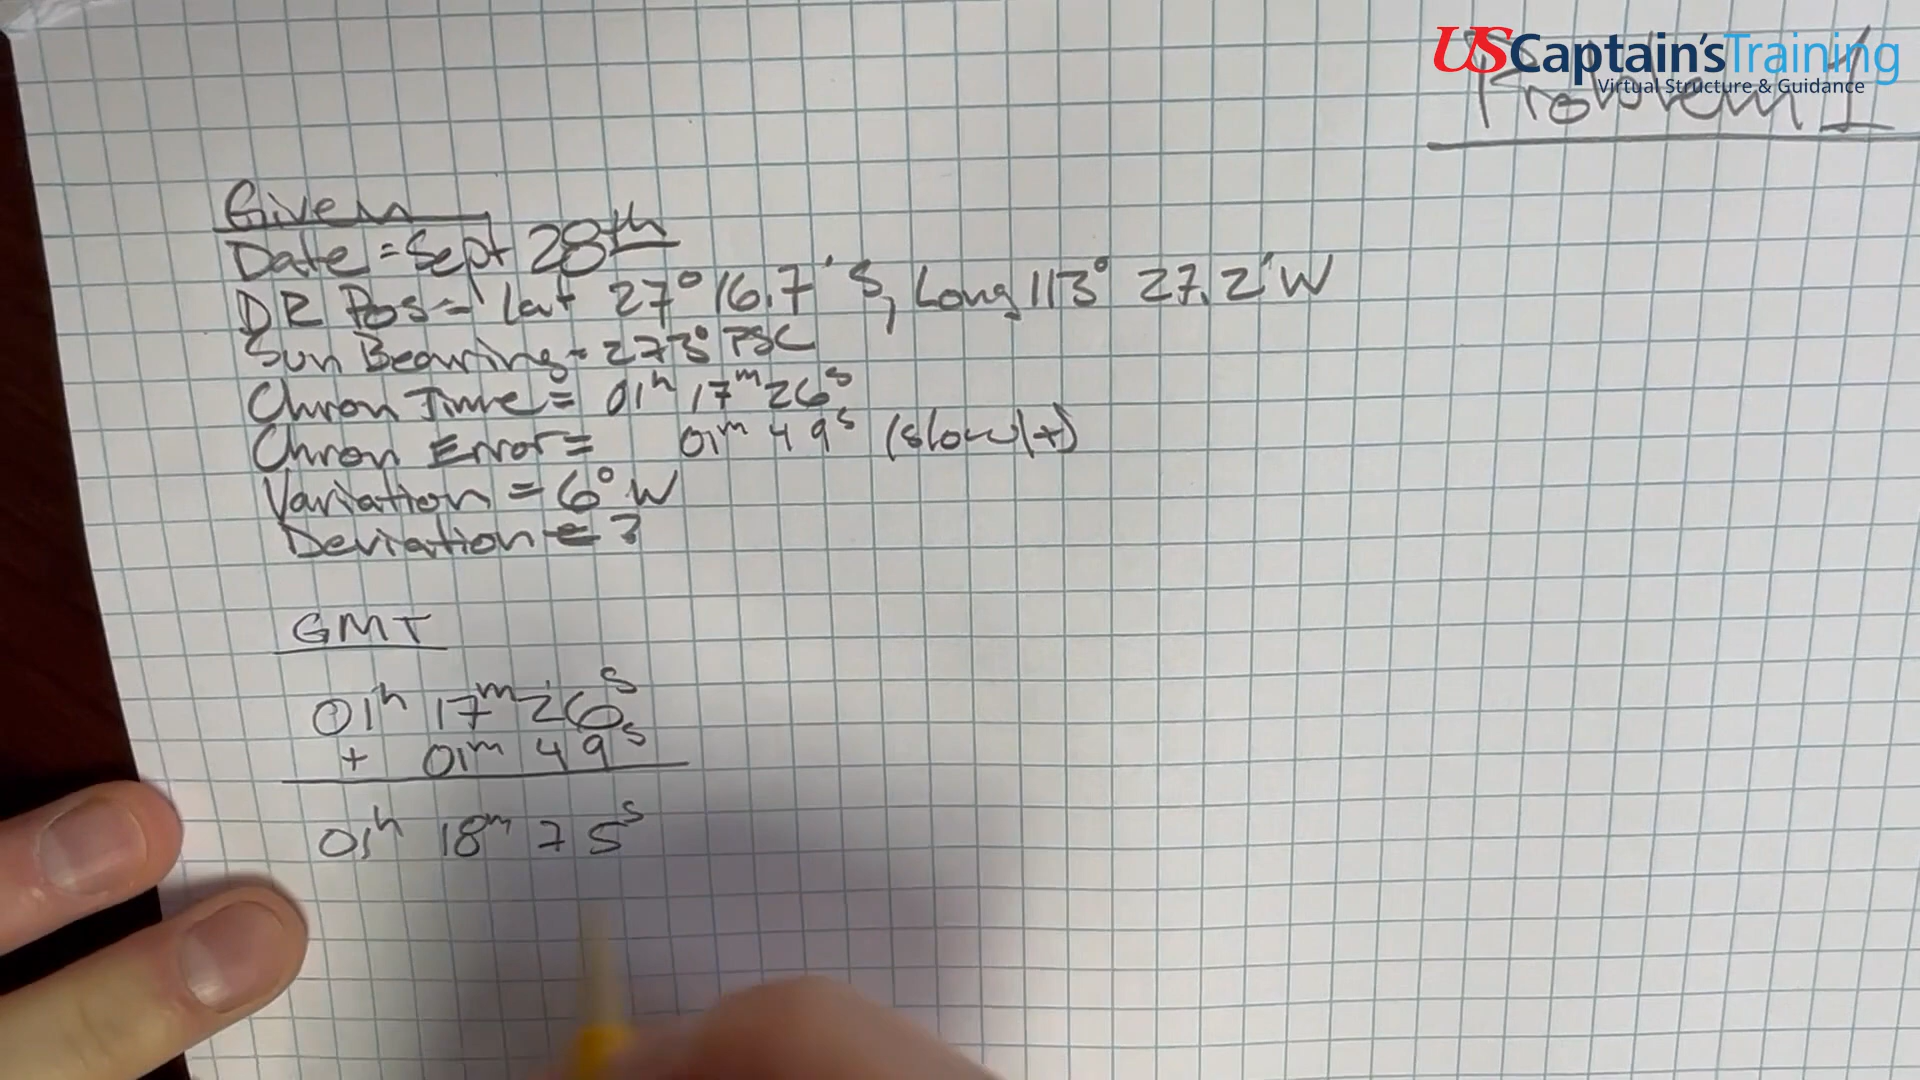 USCaptain'sTraining
Virtual Structure & Guidance
Problem 1
Given
Date = Sept 28th
DR Pos = Lat 27° 16.7' S, Long 113° 27.2' W
Sun Bearing = 273° PSC
Chron Time = 01h 17m 26s
Chron Error = 01m 49s (slow)(+)
Variation = 6° W
Deviation = ?
GMT
01h 17m 26s
+ 01m 49s
01h 18m 75s